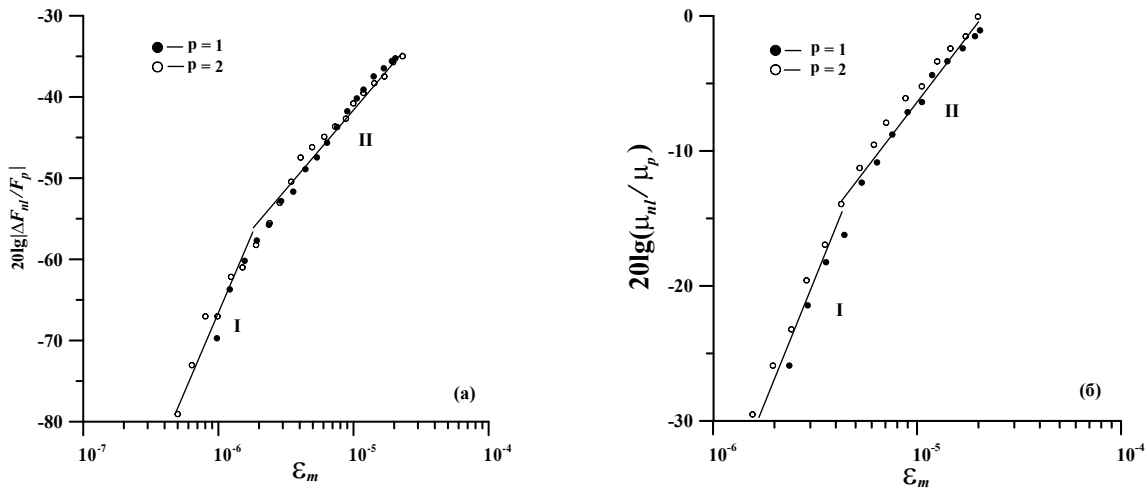 -30
-40
-50
-60
-70
-80
20lg|ΔF_nl/F_p|
p = 1
p = 2
I
II
(а)
10^-7
10^-6
10^-5
10^-4
ε_m
0
-10
-20
-30
20lg(μ_nl/μ_p)
p = 1
p = 2
I
II
(б)
10^-6
10^-5
10^-4
ε_m